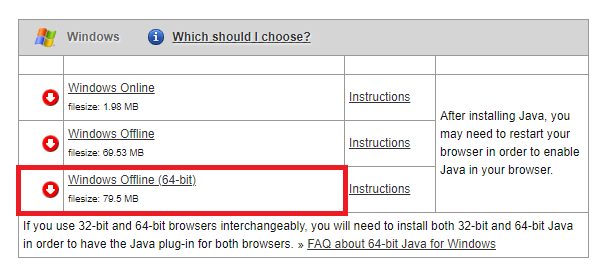 Windows Which should I choose?
Windows Online
filesize: 1.98 MB
Instructions
Windows Offline
filesize: 69.53 MB
Instructions
Windows Offline (64-bit)
filesize: 79.5 MB
Instructions
After installing Java, you
may need to restart your
browser in order to enable
Java in your browser.
If you use 32-bit and 64-bit browsers interchangeably, you will need to install both 32-bit and 64-bit Java
in order to have the Java plug-in for both browsers. » FAQ about 64-bit Java for Windows